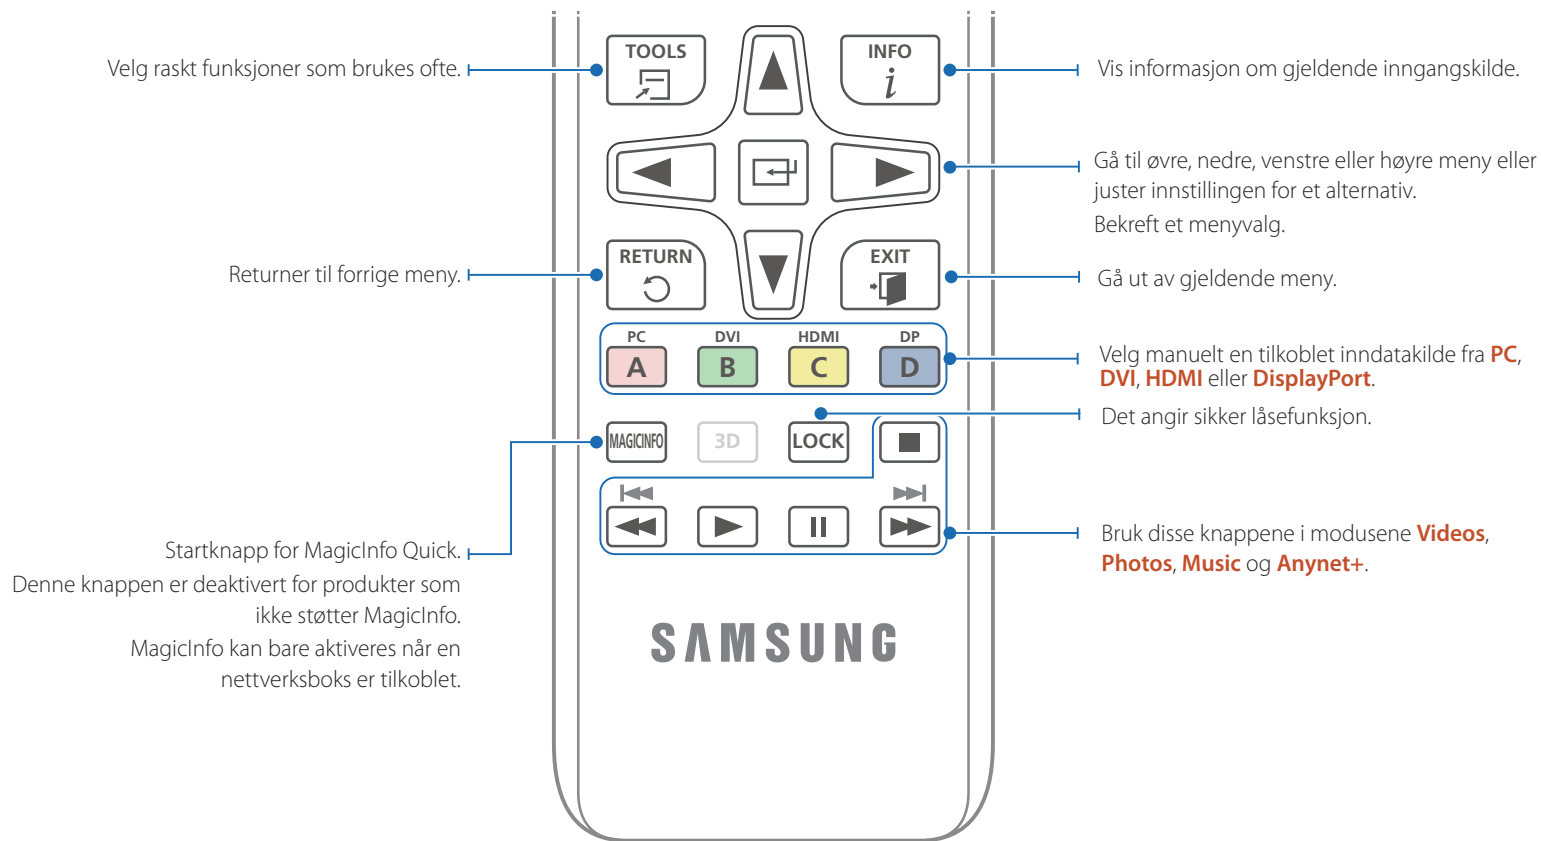 TOOLS
INFO
Velg raskt funksjoner som brukes ofte.
Vis informasjon om gjeldende inngangskilde.
Gå til øvre, nedre, venstre eller høyre meny eller
juster innstillingen for et alternativ.
Bekreft et menyvalg.
RETURN
EXIT
Returner til forrige meny.
Gå ut av gjeldende meny.
PC
DVI
HDMI
DP
A
B
C
D
Velg manuelt en tilkoblet inndatakilde fra PC,
DVI, HDMI eller DisplayPort.
Det angir sikker låsefunksjon.
MAGICINFO
3D
LOCK
Startknapp for MagicInfo Quick.
Denne knappen er deaktivert for produkter som
ikke støtter MagicInfo.
MagicInfo kan bare aktiveres når en
nettverksboks er tilkoblet.
Bruk disse knappene i modusene Videos,
Photos, Music og Anynet+.
SAMSUNG